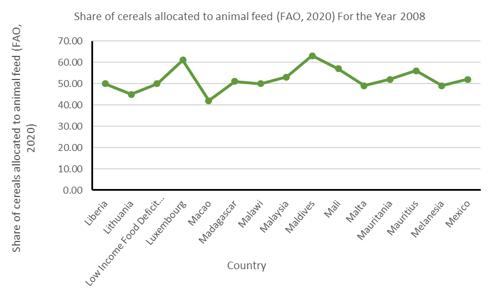 Share of cereals allocated to animal feed (FAO, 2020) For the Year 2008
Share of cereals allocated to animal feed (FAO,
2020)
70.00
60.00
50.00
40.00
30.00
20.00
10.00
0.00
Liberia
Lithuania
Low Income Food Deficit...
Luxembourg
Macao
Madagascar
Malawi
Malaysia
Maldives
Mali
Malta
Mauritania
Mauritius
Melanesia
Mexico
Country